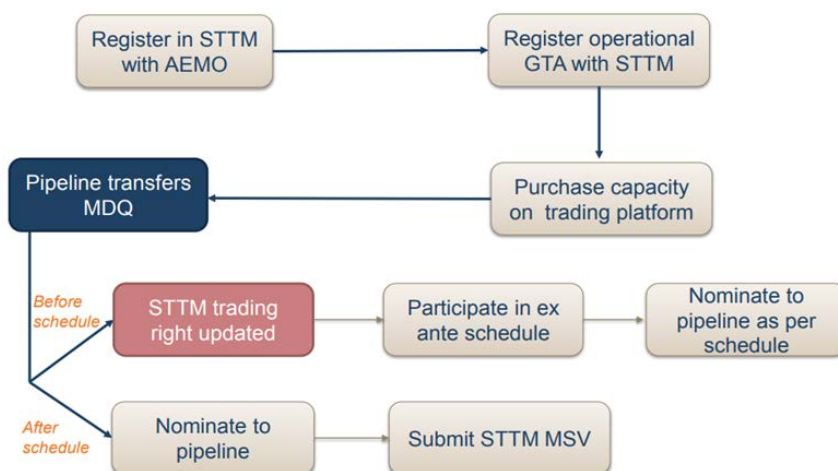 Register in STTM
with AEMO
Register operational
GTA with STTM
Pipeline transfers
MDQ
Purchase capacity
on trading platform
Before
schedule
STTM trading
right updated
Participate in ex
ante schedule
Nominate to
pipeline as per
schedule
After
schedule
Nominate to
pipeline
Submit STTM MSV